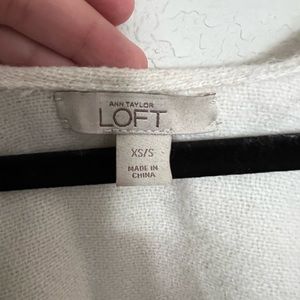 ANN TAYLOR
LOFT
XS/S
MADE IN
CHINA